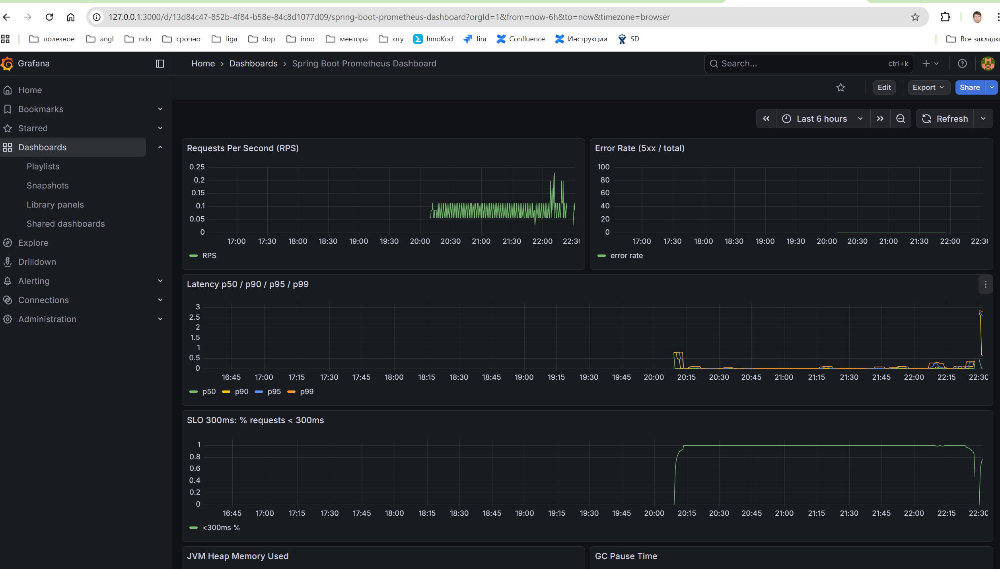 127.0.0.1:3000/d/13d84c47-852b-4f84-b58e-84c8d1077d09/spring-boot-prometheus-dashboard?orgId=1&from=now-6h&to=now&timezone=browser
полезное angl ndo срочно liga dop inno ментора оту InnoKod Jira Confluence Инструкции SD Все закладки
Grafana
Home › Dashboards › Spring Boot Prometheus Dashboard
Search... ctrl+k
Edit Export Share
Home
Bookmarks
Starred
Dashboards
Playlists
Snapshots
Library panels
Shared dashboards
Explore
Drilldown
Alerting
Connections
Administration
Last 6 hours Refresh
Requests Per Second (RPS)
0.25
0.2
0.15
0.1
0.05
0
17:00 17:30 18:00 18:30 19:00 19:30 20:00 20:30 21:00 21:30 22:00 22:30
RPS
Error Rate (5xx / total)
100
80
60
40
20
0
17:00 17:30 18:00 18:30 19:00 19:30 20:00 20:30 21:00 21:30 22:00 22:30
error rate
Latency p50 / p90 / p95 / p99
3
2.5
2
1.5
1
0.5
0
16:45 17:00 17:15 17:30 17:45 18:00 18:15 18:30 18:45 19:00 19:15 19:30 19:45 20:00 20:15 20:30 20:45 21:00 21:15 21:30 21:45 22:00 22:15 22:30
p50 p90 p95 p99
SLO 300ms: % requests < 300ms
1
0.8
0.6
0.4
0.2
0
16:45 17:00 17:15 17:30 17:45 18:00 18:15 18:30 18:45 19:00 19:15 19:30 19:45 20:00 20:15 20:30 20:45 21:00 21:15 21:30 21:45 22:00 22:15 22:30
<300ms %
JVM Heap Memory Used
GC Pause Time